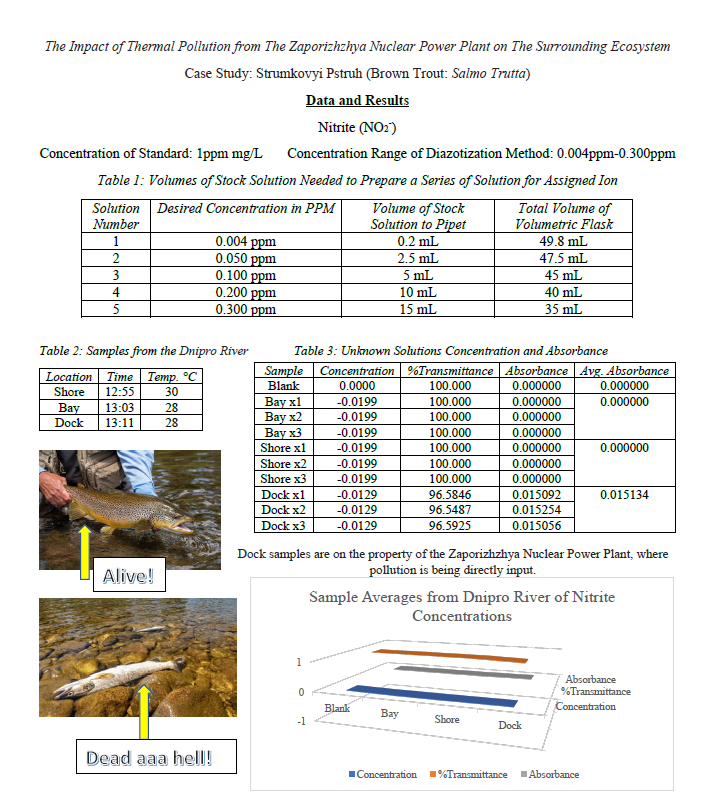 The Impact of Thermal Pollution from The Zaporizhzhya Nuclear Power Plant on The Surrounding Ecosystem
Case Study: Strumkovyi Pstruh (Brown Trout: Salmo Trutta)
Data and Results
Nitrite (NO₂⁻)
Concentration of Standard: 1ppm mg/L Concentration Range of Diazotization Method: 0.004ppm-0.300ppm
Table 1: Volumes of Stock Solution Needed to Prepare a Series of Solution for Assigned Ion
Solution Number Desired Concentration in PPM Volume of Stock Solution to Pipet Total Volume of Volumetric Flask
1 0.004 ppm 0.2 mL 49.8 mL
2 0.050 ppm 2.5 mL 47.5 mL
3 0.100 ppm 5 mL 45 mL
4 0.200 ppm 10 mL 40 mL
5 0.300 ppm 15 mL 35 mL
Table 2: Samples from the Dnipro River
Location Time Temp. °C
Shore 12:55 30
Bay 13:03 28
Dock 13:11 28
Table 3: Unknown Solutions Concentration and Absorbance
Sample Concentration %Transmittance Absorbance Avg. Absorbance
Blank 0.0000 100.000 0.000000 0.000000
Bay x1 -0.0199 100.000 0.000000 0.000000
Bay x2 -0.0199 100.000 0.000000
Bay x3 -0.0199 100.000 0.000000
Shore x1 -0.0199 100.000 0.000000 0.000000
Shore x2 -0.0199 100.000 0.000000
Shore x3 -0.0199 100.000 0.000000
Dock x1 -0.0129 96.5846 0.015092 0.015134
Dock x2 -0.0129 96.5487 0.015254
Dock x3 -0.0129 96.5925 0.015056
Alive!
Dead aaa hell!
Dock samples are on the property of the Zaporizhzhya Nuclear Power Plant, where
pollution is being directly input.
Sample Averages from Dnipro River of Nitrite
Concentrations
1
0
-1
Blank
Bay
Shore
Dock
Absorbance
%Transmittance
Concentration
Concentration %Transmittance Absorbance